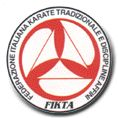 FEDERAZIONE ITALIANA KARATE TRADIZIONALE E DISCIPLINE AFFINI
FIKTA